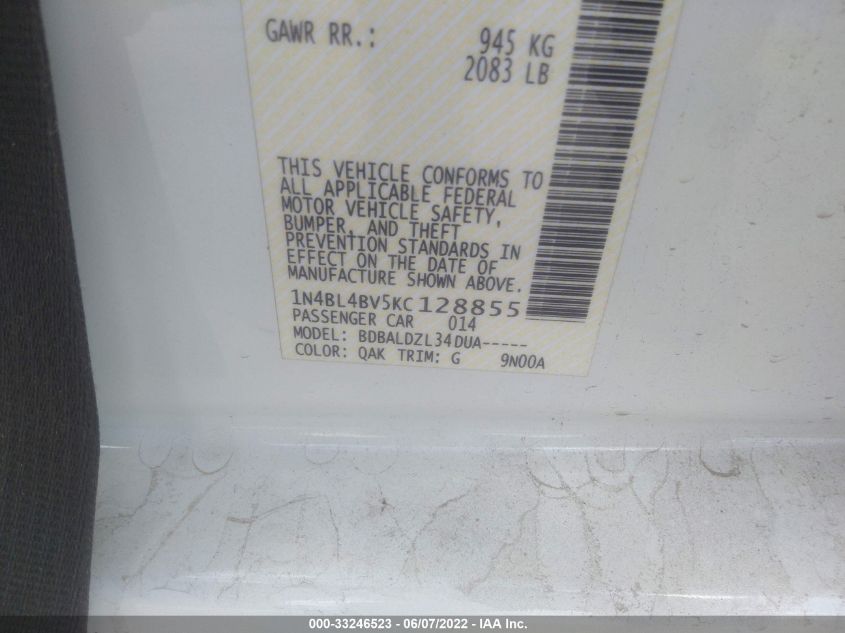 GAWR RR.: 945 KG
2083 LB
THIS VEHICLE CONFORMS TO
ALL APPLICABLE FEDERAL
MOTOR VEHICLE SAFETY,
BUMPER, AND THEFT
PREVENTION STANDARDS IN
EFFECT ON THE DATE OF
MANUFACTURE SHOWN ABOVE.
1N4BL4BV5KC128855
PASSENGER CAR 014
MODEL: BDBALDZL34DUA-----
COLOR: QAK TRIM: G 9N00A
000-33246523 - 06/07/2022 - IAA Inc.